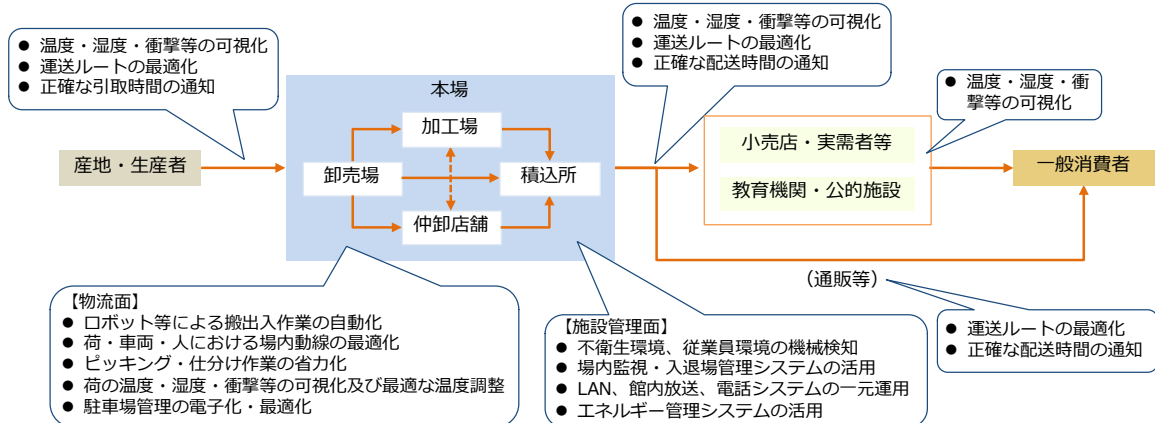 ● 温度・湿度・衝撃等の可視化
● 運送ルートの最適化
● 正確な引取時間の通知
● 温度・湿度・衝撃等の可視化
● 運送ルートの最適化
● 正確な配送時間の通知
● 温度・湿度・衝
撃等の可視化
本場
加工場
卸売場
積込所
仲卸店舗
産地・生産者
小売店・実需者等
教育機関・公的施設
一般消費者
（通販等）
【物流面】
● ロボット等による搬出入作業の自動化
● 荷・車両・人における場内動線の最適化
● ピッキング・仕分け作業の省力化
● 荷の温度・湿度・衝撃等の可視化及び最適な温度調整
● 駐車場管理の電子化・最適化
【施設管理面】
● 不衛生環境、従業員環境の機械検知
● 場内監視・入退場管理システムの活用
● LAN、館内放送、電話システムの一元運用
● エネルギー管理システムの活用
● 運送ルートの最適化
● 正確な配送時間の通知